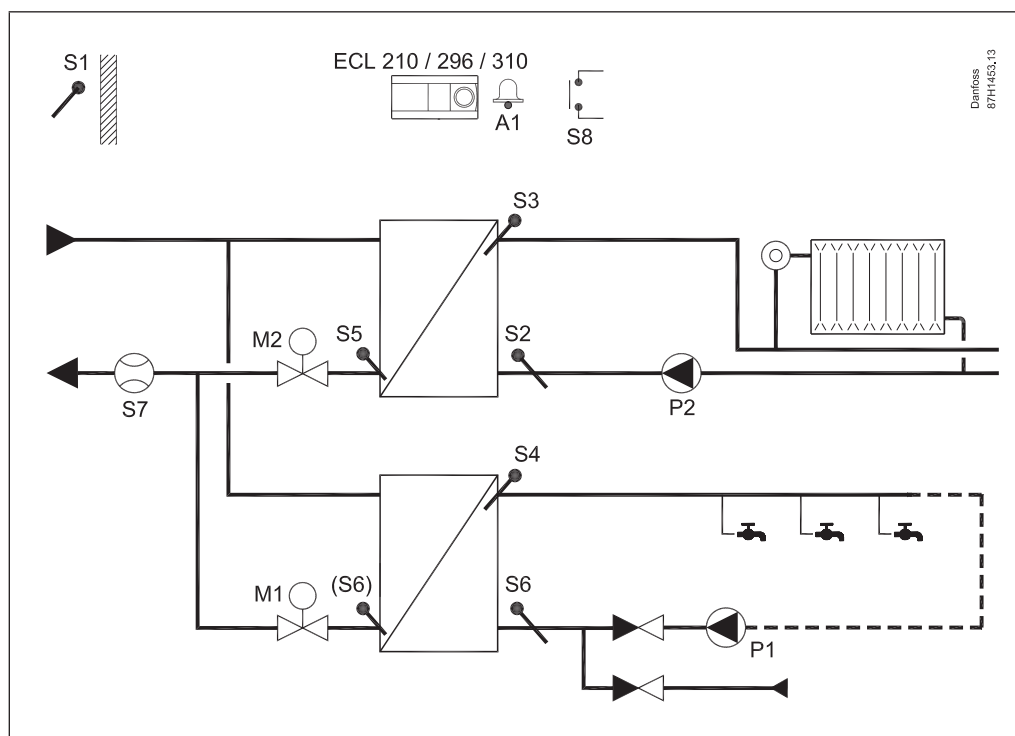 S1
ECL 210 / 296 / 310
A1
S8
Danfoss
87H1453.13
S3
M2
S5
S2
S7
P2
S4
M1
(S6)
S6
P1